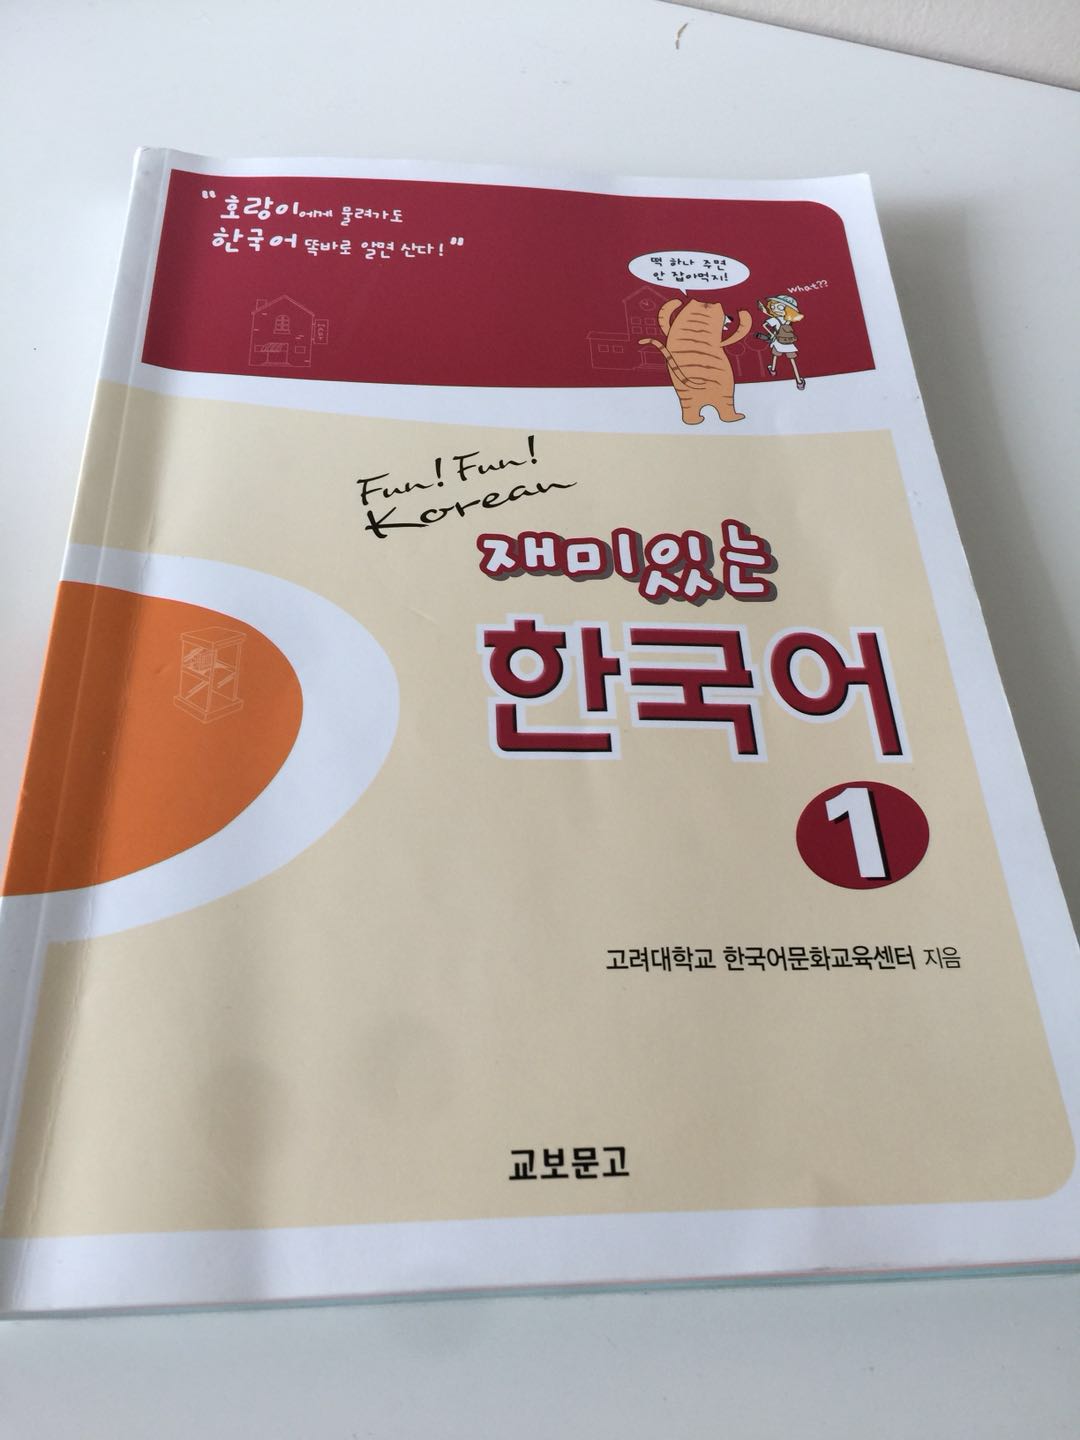 "호랑이에게 물려가도
한국어 똑바로 알면 산다!"
떡 하나 주면
안 잡아먹지!
What??
Fun! Fun!
Korean
재미있는
한국어
1
고려대학교 한국어문화교육센터 지음
교보문고